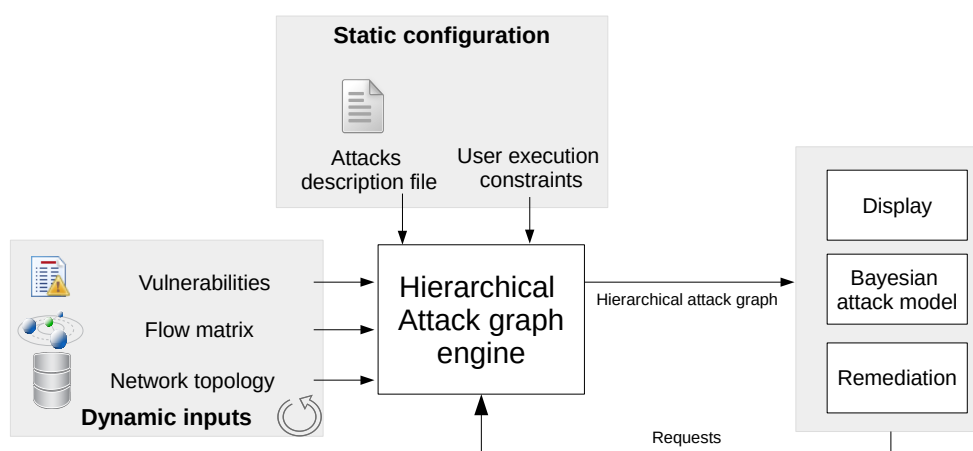 Static configuration
Attacks
description file
User execution
constraints
Vulnerabilities
Flow matrix
Network topology
Dynamic inputs
Hierarchical
Attack graph
engine
Hierarchical attack graph
Display
Bayesian
attack model
Remediation
Requests